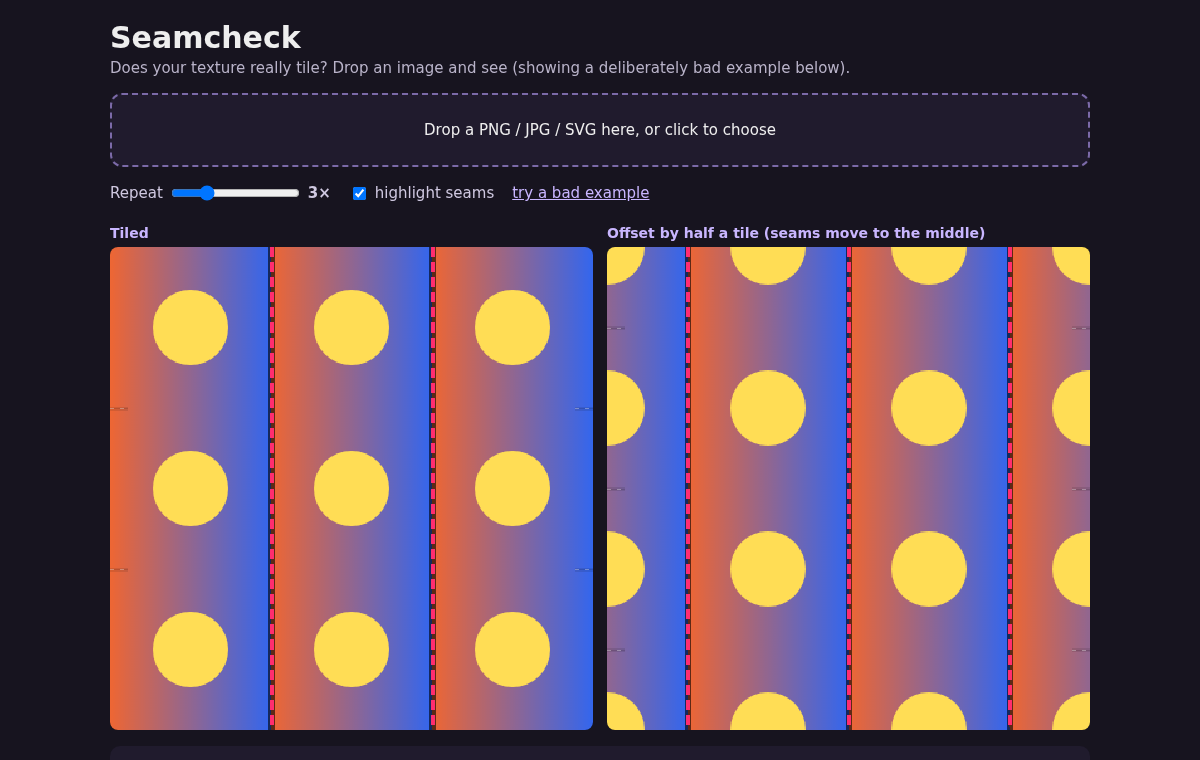 Seamcheck
Does your texture really tile? Drop an image and see (showing a deliberately bad example below).
Drop a PNG / JPG / SVG here, or click to choose
Repeat 3× highlight seams try a bad example
Tiled
Offset by half a tile (seams move to the middle)